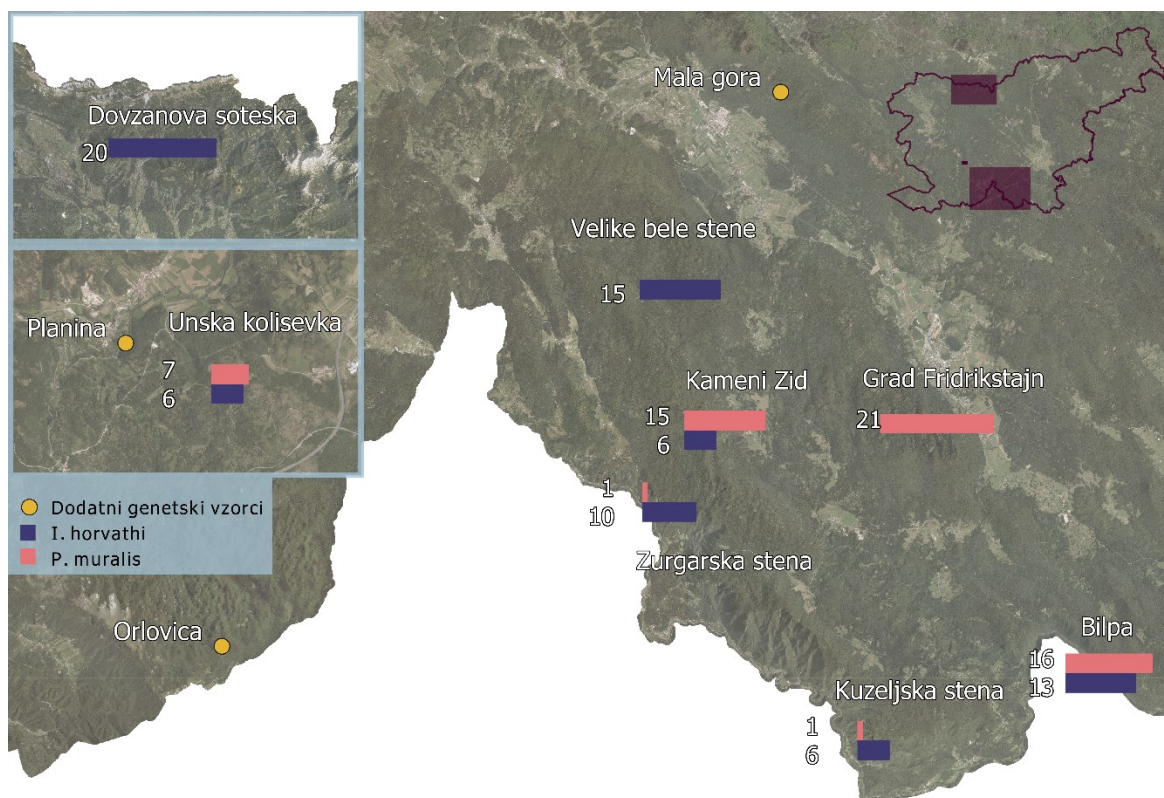 Dovzanova soteska
20
Planina
Unska kolisevka
7
6
Dodatni genetski vzorci
I. horvathi
P. muralis
Orlovica
Mala gora
Velike bele stene
15
Kameni Zid
15
6
Grad Fridrikstajn
21
1
10
Zurgarska stena
Bilpa
16
13
Kuzeljska stena
1
6